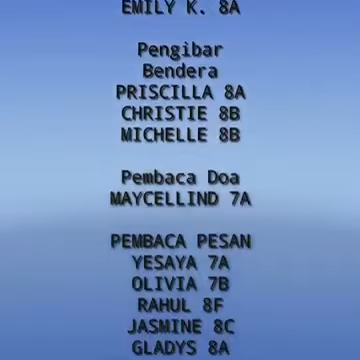 EMILY K. 8A
Pengibar
Bendera
PRISCILLA 8A
CHRISTIE 8B
MICHELLE 8B
Pembaca Doa
MAYCELLIND 7A
PEMBACA PESAN
YESAYA 7A
OLIVIA 7B
RAHUL 8F
JASMINE 8C
GLADYS 8A